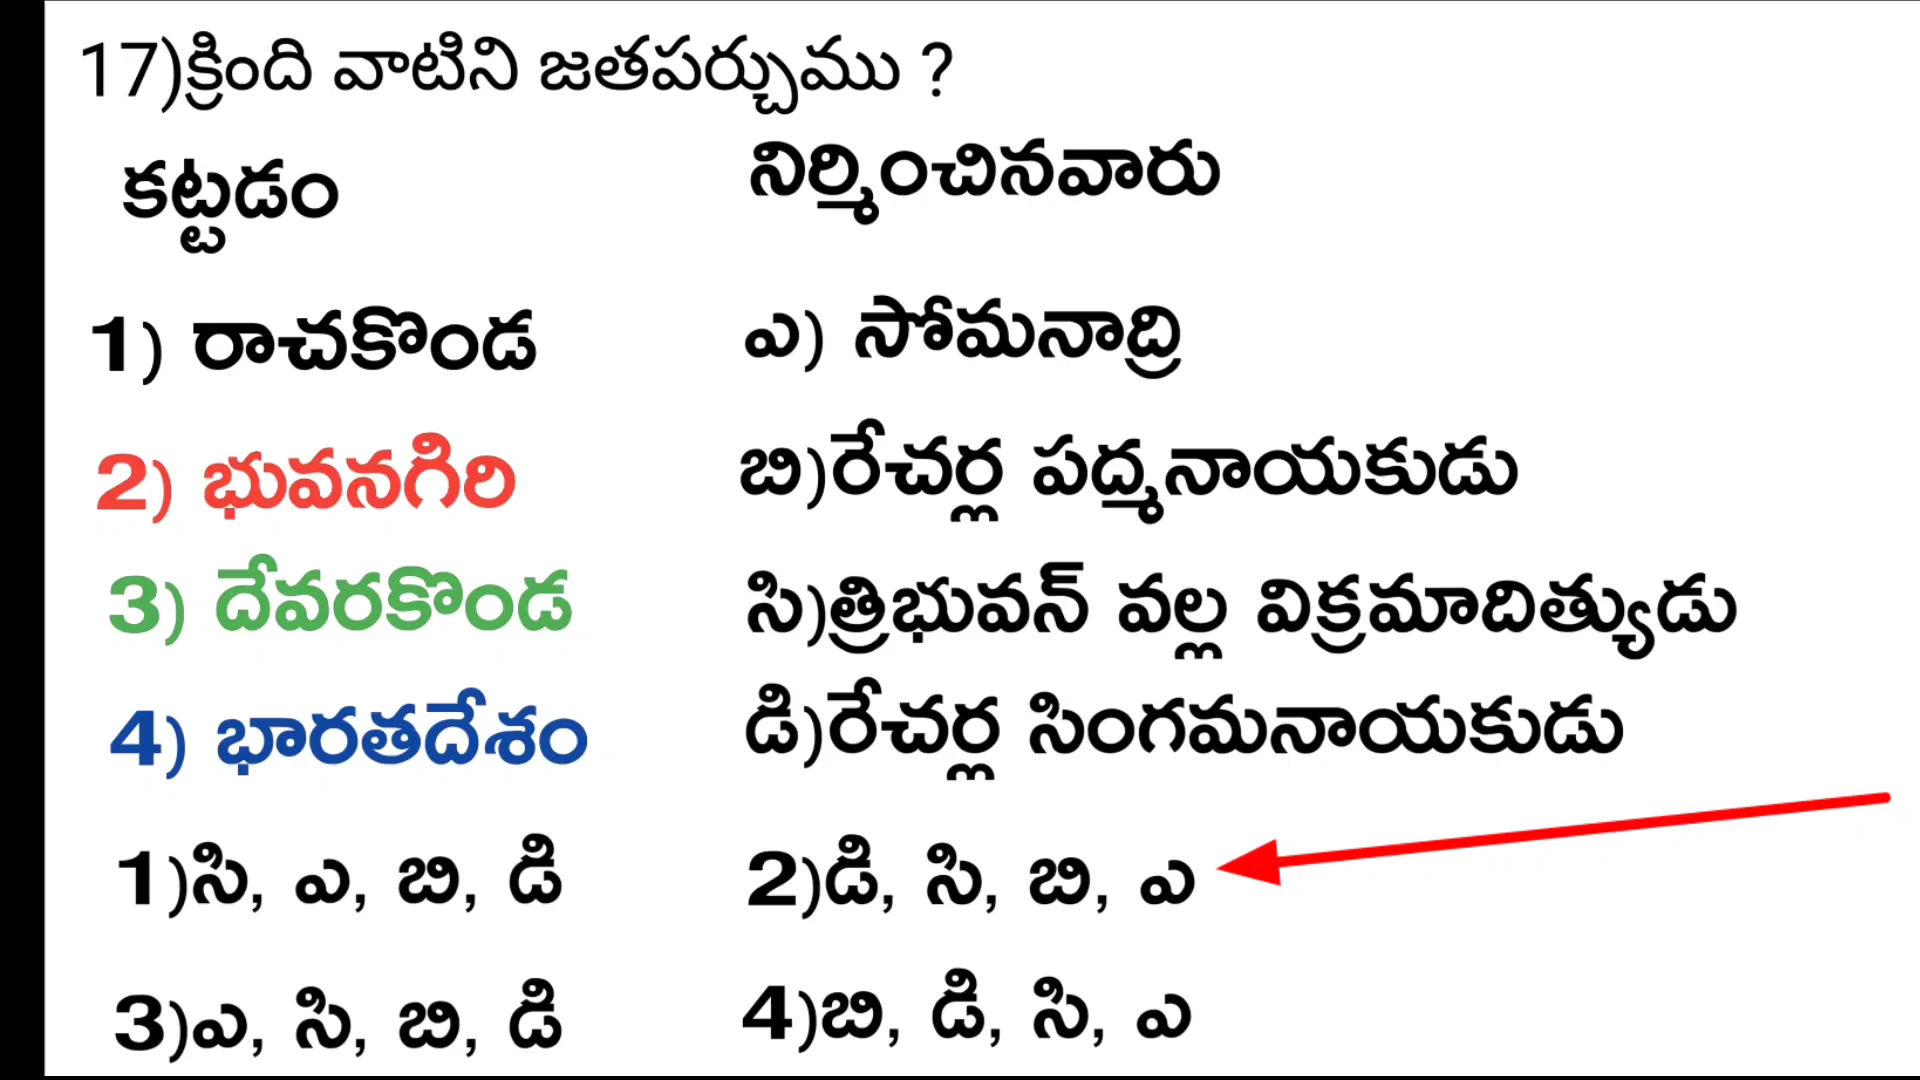 17)క్రింది వాటిని జతపర్చుము ?
కట్టడం నిర్మించినవారు
1) రాచకొండ ఎ) సోమనాద్రి
2) భువనగిరి బి)రేచర్ల పద్మనాయకుడు
3) దేవరకొండ సి)త్రిభువన్ వల్ల విక్రమాదిత్యుడు
4) భారతదేశం డి)రేచర్ల సింగమనాయకుడు
1)సి, ఎ, బి, డి 2)డి, సి, బి, ఎ
3)ఎ, సి, బి, డి 4)బి, డి, సి, ఎ